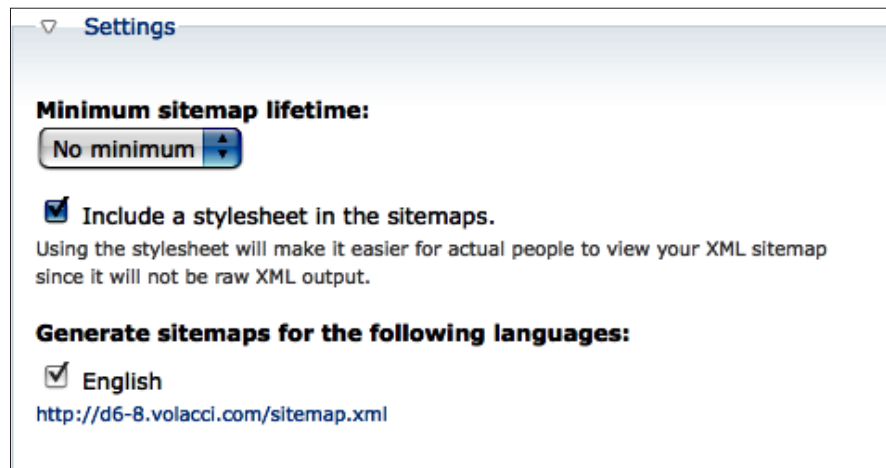 Settings
Minimum sitemap lifetime:
No minimum
Include a stylesheet in the sitemaps.
Using the stylesheet will make it easier for actual people to view your XML sitemap
since it will not be raw XML output.
Generate sitemaps for the following languages:
English
http://d6-8.volacci.com/sitemap.xml